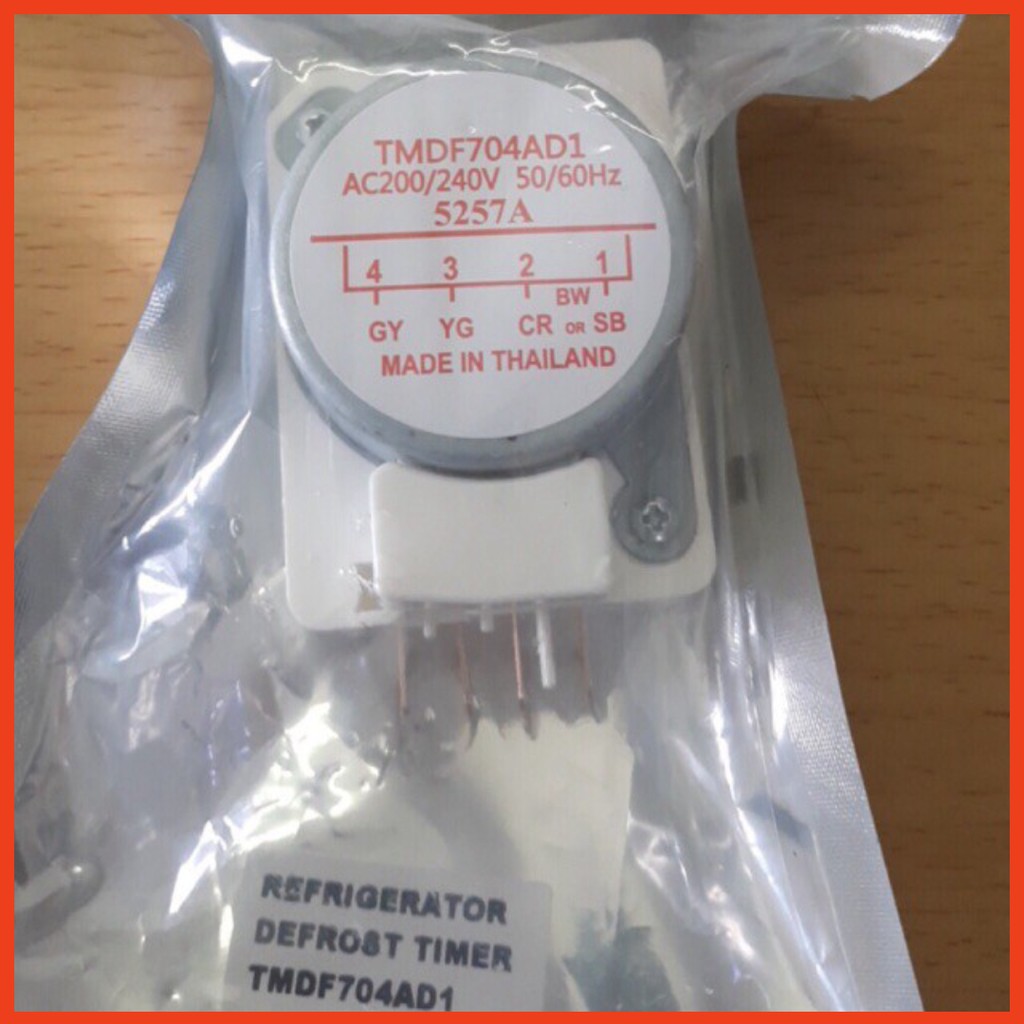 TMDF704AD1
AC200/240V 50/60Hz
5257A
4 3 2 1
BW
GY YG CR OR SB
MADE IN THAILAND
REFRIGERATOR
DEFROST TIMER
TMDF704AD1